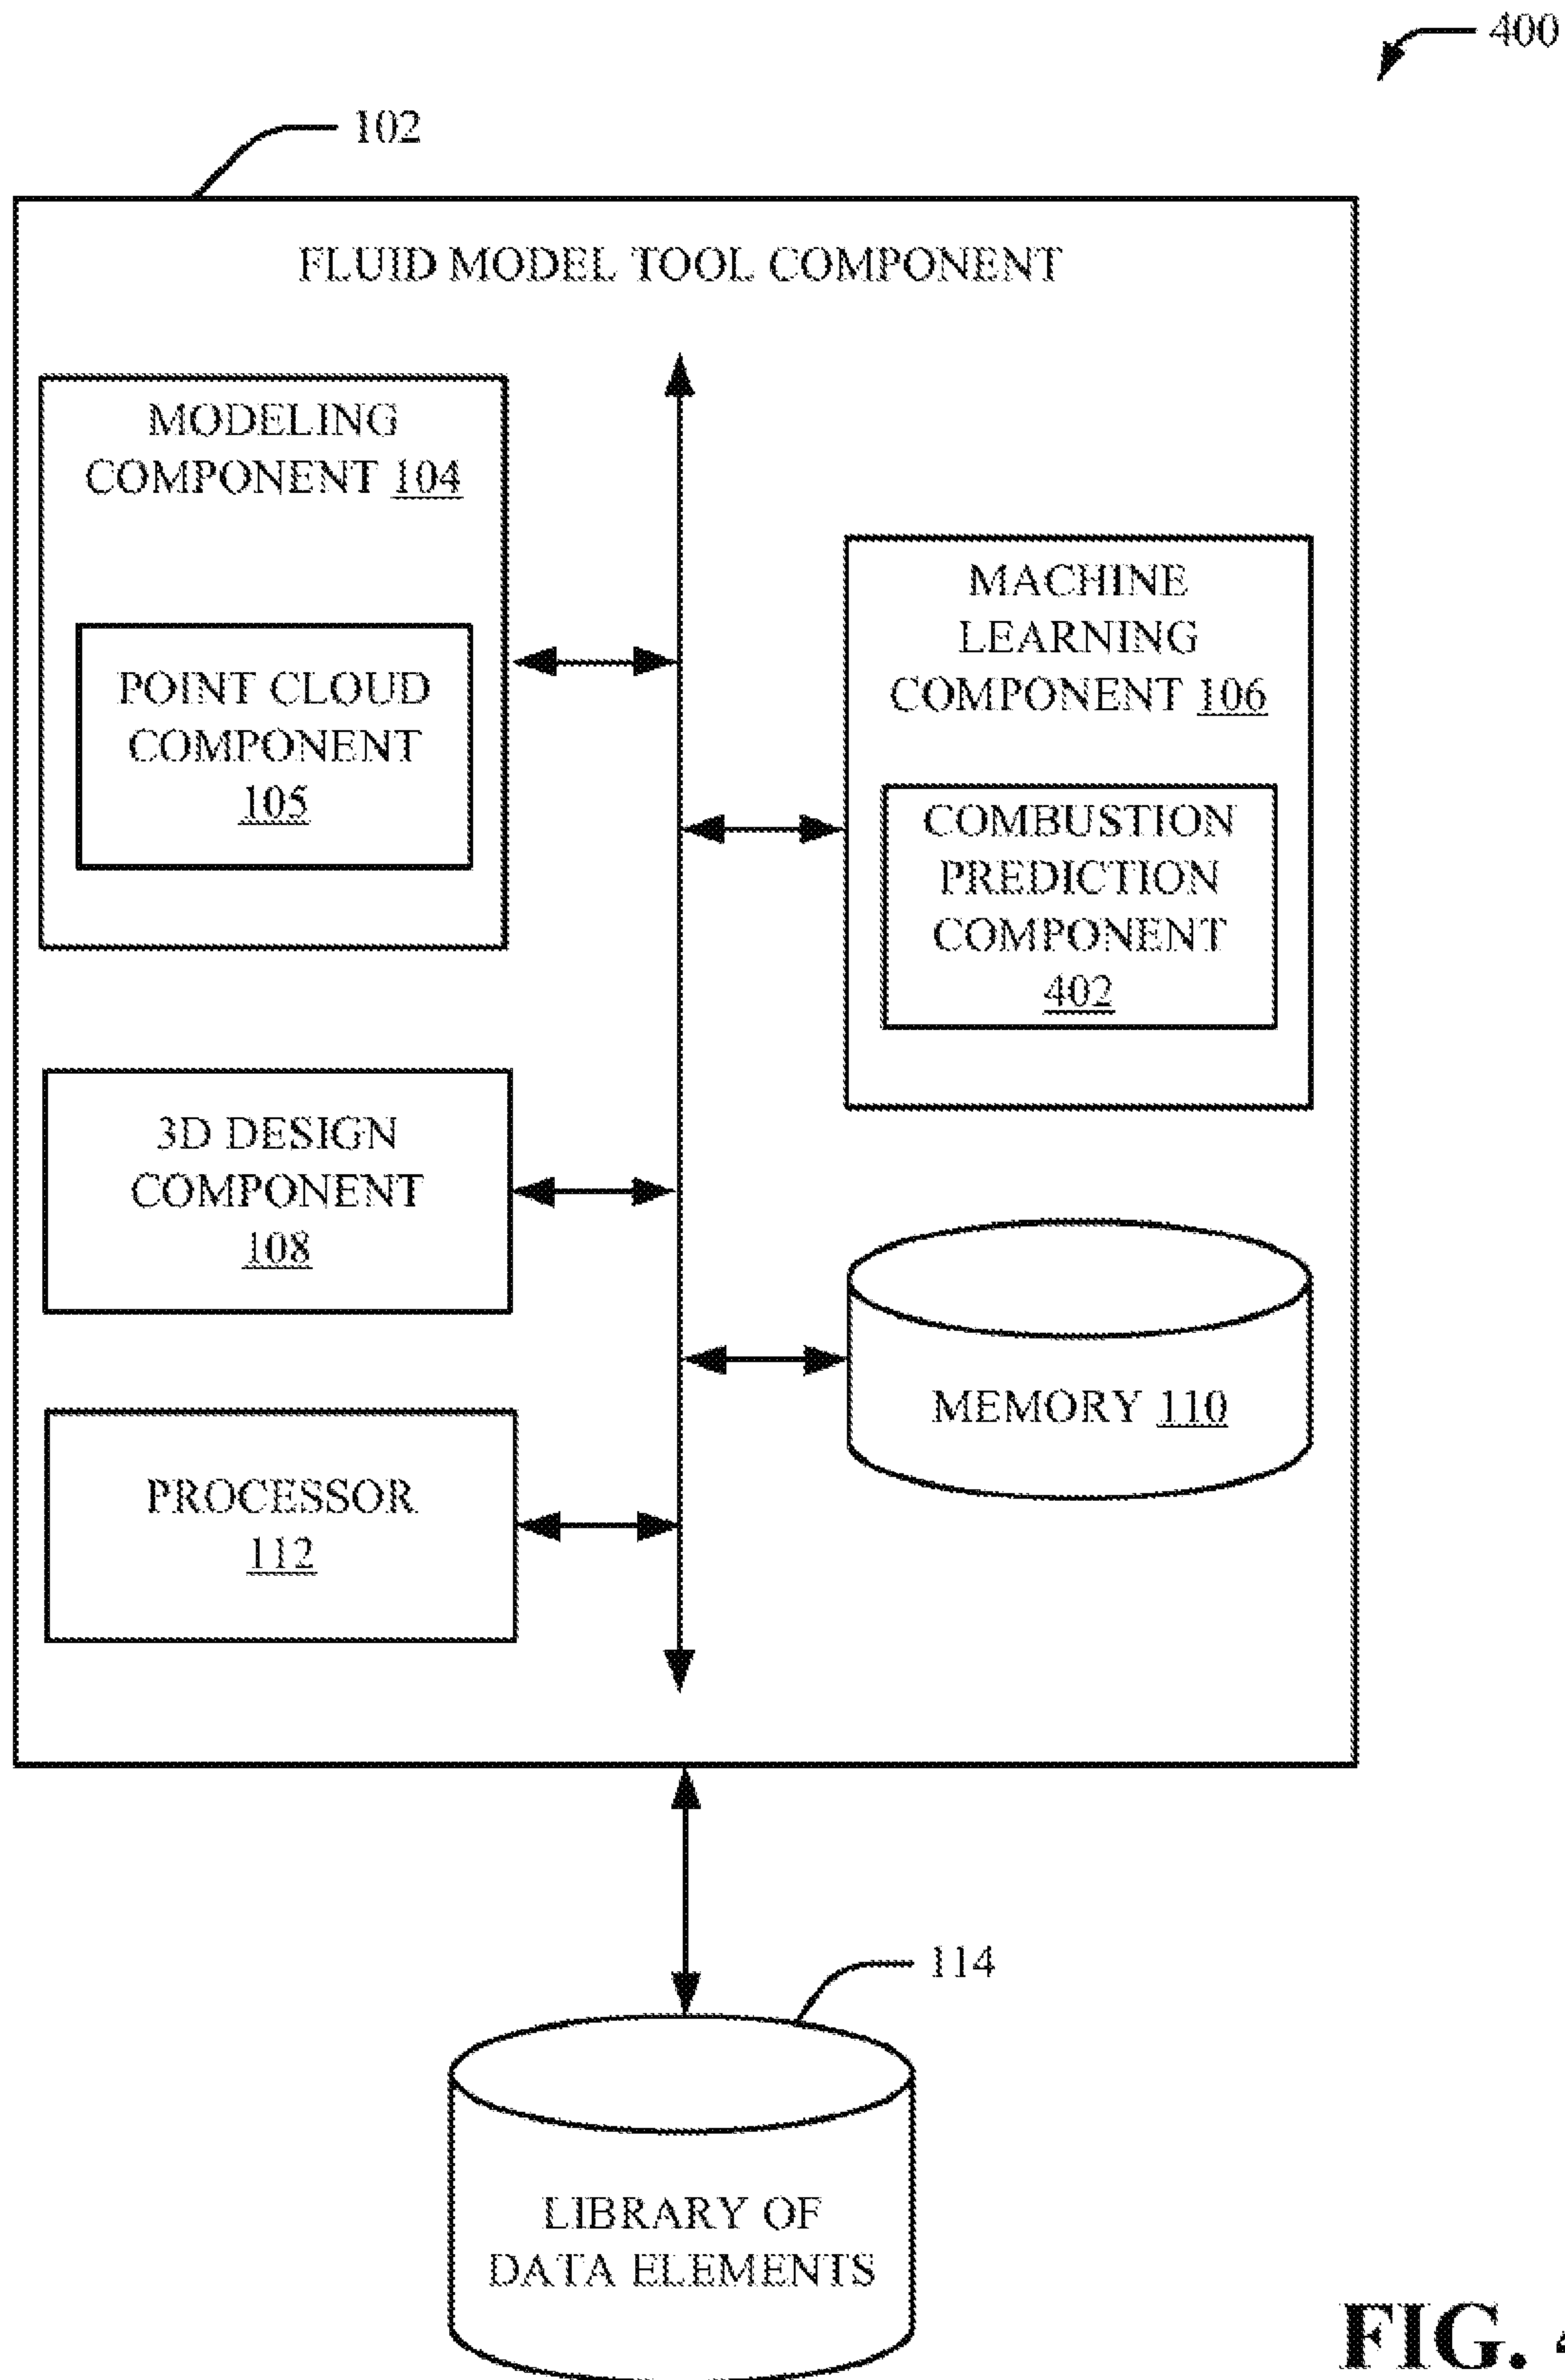 400
102
FLUID MODEL TOOL COMPONENT
MODELING
COMPONENT 104
POINT CLOUD
COMPONENT
105
MACHINE
LEARNING
COMPONENT 106
COMBUSTION
PREDICTION
COMPONENT
402
3D DESIGN
COMPONENT
108
MEMORY 110
PROCESSOR
112
114
LIBRARY OF
DATA ELEMENTS
FIG.